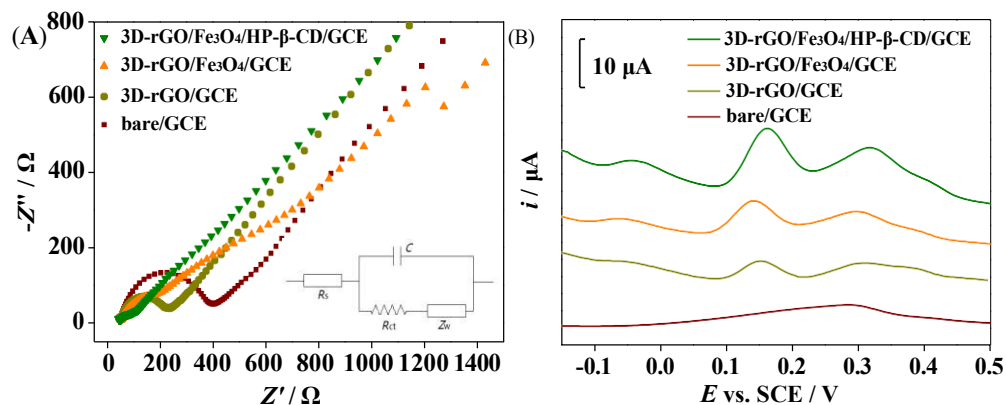 (A)
800
600
400
200
0
-Z'' / Ω
3D-rGO/Fe3O4/HP-β-CD/GCE
3D-rGO/Fe3O4/GCE
3D-rGO/GCE
bare/GCE
C
Rs
Rct
Zw
0 200 400 600 800 1000 1200 1400
Z' / Ω
(B)
10 μA
3D-rGO/Fe3O4/HP-β-CD/GCE
3D-rGO/Fe3O4/GCE
3D-rGO/GCE
bare/GCE
i / μA
-0.1 0.0 0.1 0.2 0.3 0.4 0.5
E vs. SCE / V